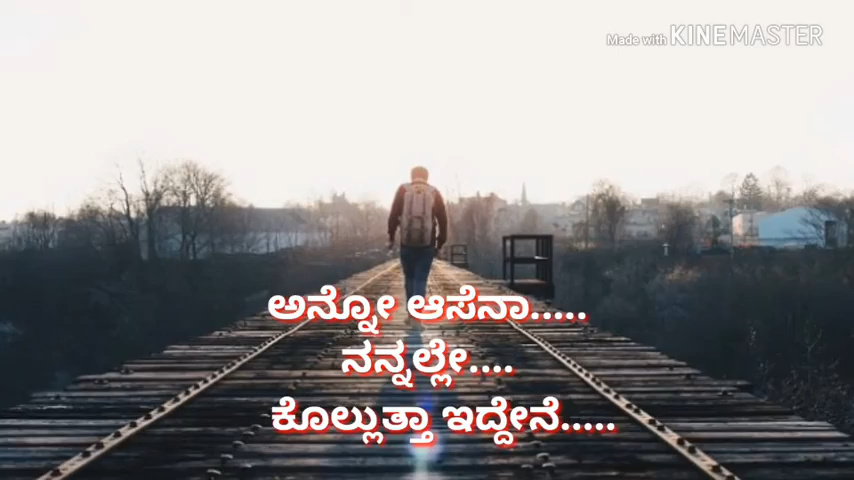 Made with KINEMASTER
ಅನ್ನೋ ಆಸೆನಾ.....
ನನ್ನಲ್ಲೇ....
ಕೊಲ್ಲುತ್ತಾ ಇದ್ದೇನೆ.....